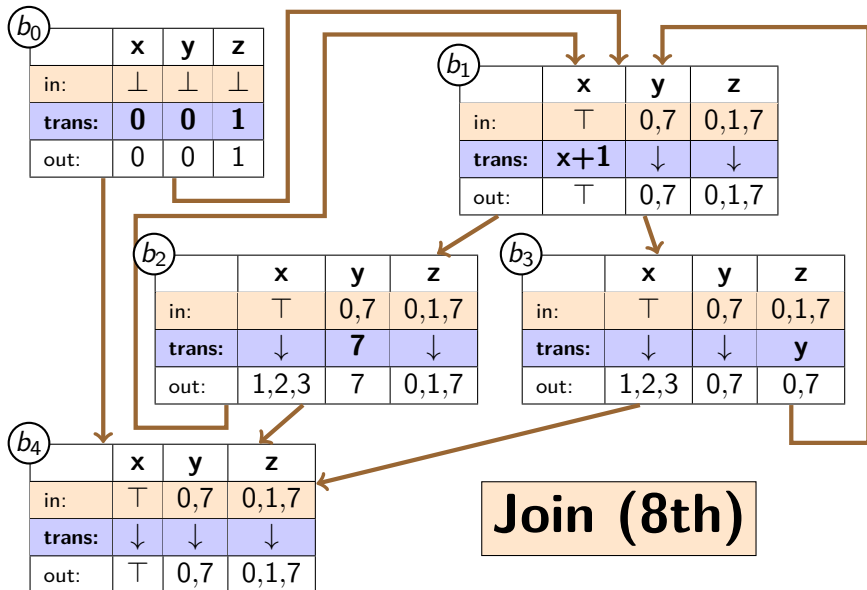 b0
x y z
in: ⊥ ⊥ ⊥
trans: 0 0 1
out: 0 0 1
b1
x y z
in: ⊤ 0,7 0,1,7
trans: x+1 ↓ ↓
out: ⊤ 0,7 0,1,7
b2
x y z
in: ⊤ 0,7 0,1,7
trans: ↓ 7 ↓
out: 1,2,3 7 0,1,7
b3
x y z
in: ⊤ 0,7 0,1,7
trans: ↓ ↓ y
out: 1,2,3 0,7 0,7
b4
x y z
in: ⊤ 0,7 0,1,7
trans: ↓ ↓ ↓
out: ⊤ 0,7 0,1,7
Join (8th)